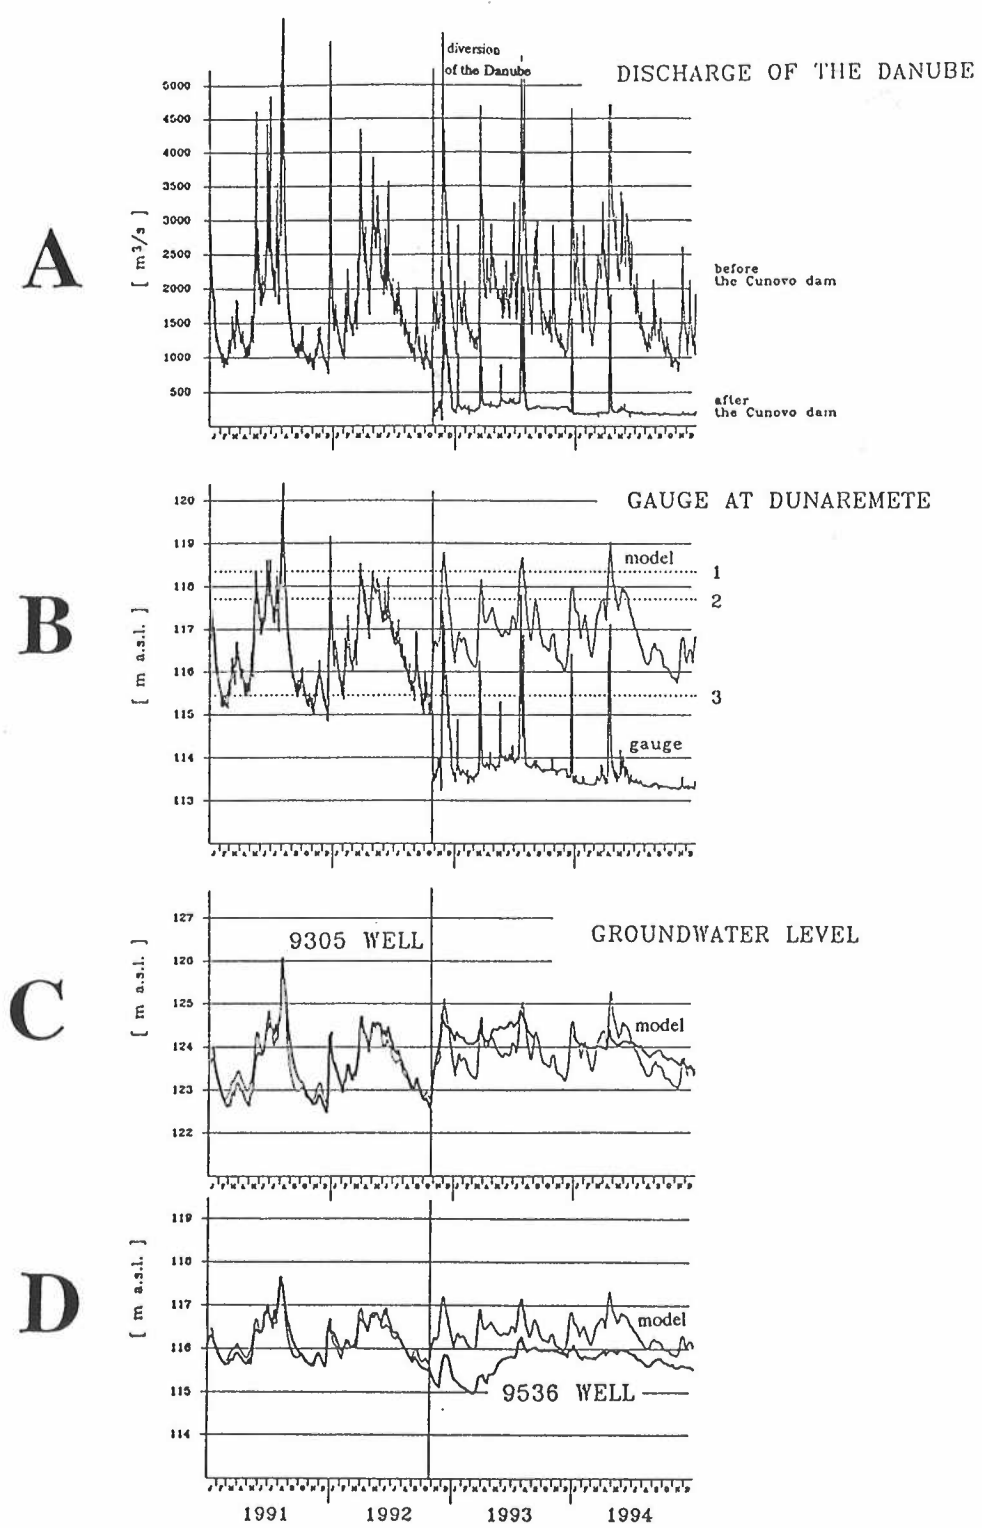 diversion
of the Danube
DISCHARGE OF THE DANUBE
A
[ m³/s ]
5000
4500
4000
3500
3000
2500
2000
1500
1000
500
before
the Cunovo dam
after
the Cunovo dam
GAUGE AT DUNAREMETE
B
[ m a.s.l. ]
120
119
118
117
116
115
114
113
model
1
2
3
gauge
GROUNDWATER LEVEL
9305 WELL
C
[ m a.s.l. ]
127
126
125
124
123
122
model
D
[ m a.s.l. ]
119
118
117
116
115
114
model
9536 WELL
1991 1992 1993 1994